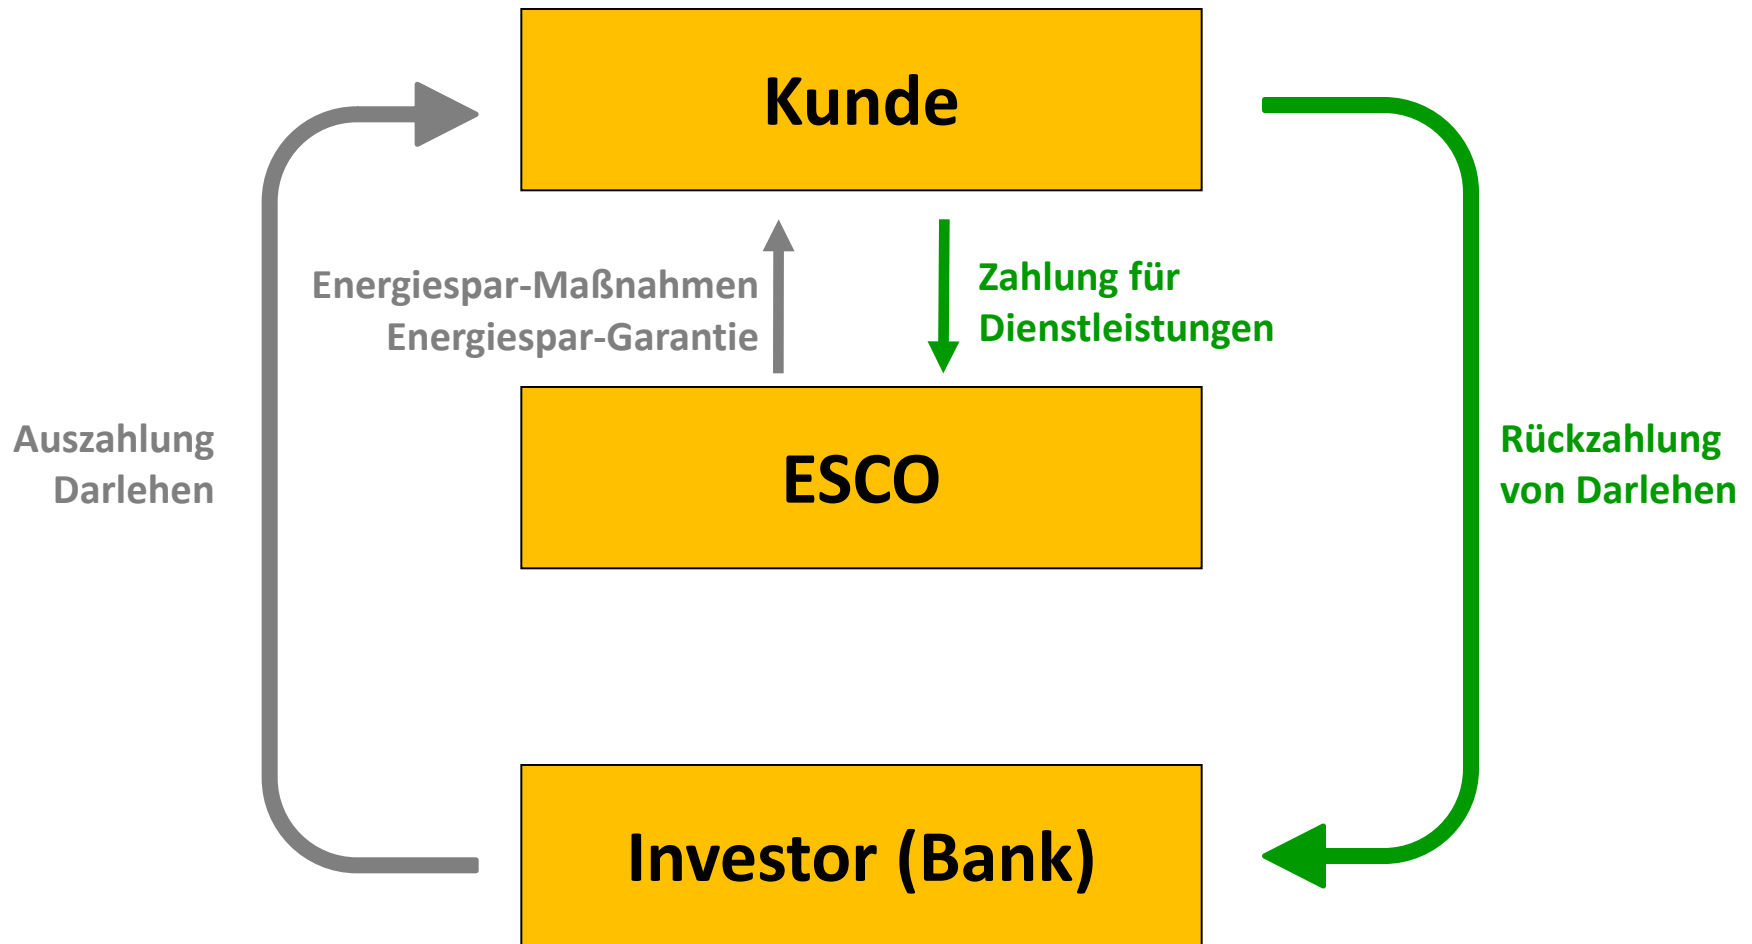 Kunde
Energiespar-Maßnahmen
Energiespar-Garantie
Zahlung für
Dienstleistungen
Auszahlung
Darlehen
ESCO
Rückzahlung
von Darlehen
Investor (Bank)